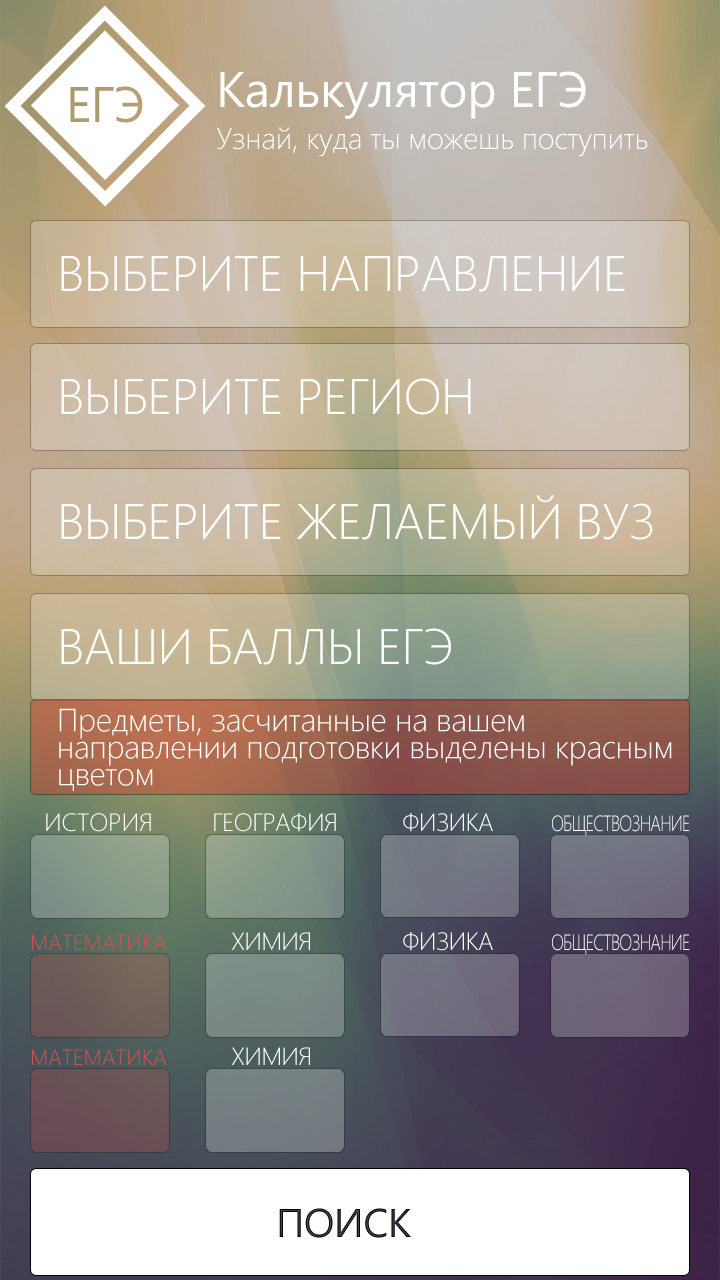 ЕГЭ
Калькулятор ЕГЭ
Узнай, куда ты можешь поступить
ВЫБЕРИТЕ НАПРАВЛЕНИЕ
ВЫБЕРИТЕ РЕГИОН
ВЫБЕРИТЕ ЖЕЛАЕМЫЙ ВУЗ
ВАШИ БАЛЛЫ ЕГЭ
Предметы, засчитанные на вашем
направлении подготовки выделены красным
цветом
ИСТОРИЯ ГЕОГРАФИЯ ФИЗИКА ОБЩЕСТВОЗНАНИЕ
МАТЕМАТИКА ХИМИЯ ФИЗИКА ОБЩЕСТВОЗНАНИЕ
МАТЕМАТИКА ХИМИЯ
ПОИСК